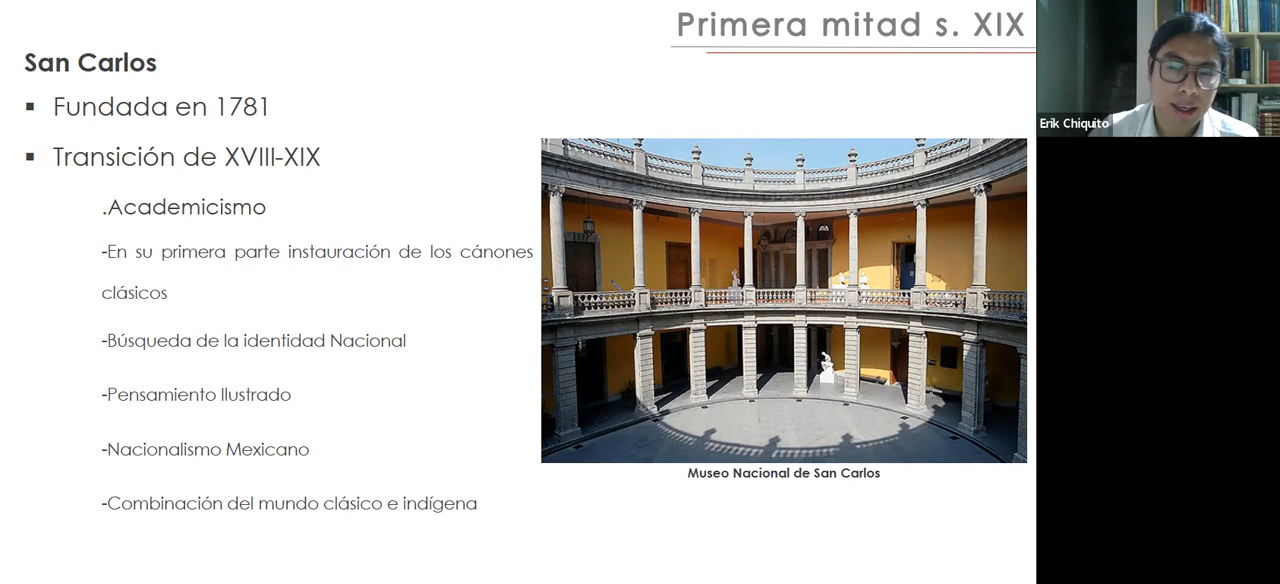 Primera mitad s. XIX
San Carlos
▪ Fundada en 1781
▪ Transición de XVIII-XIX
.Academicismo
-En su primera parte instauración de los cánones
clásicos
-Búsqueda de la identidad Nacional
-Pensamiento Ilustrado
-Nacionalismo Mexicano
-Combinación del mundo clásico e indígena
Museo Nacional de San Carlos
Erik Chiquito